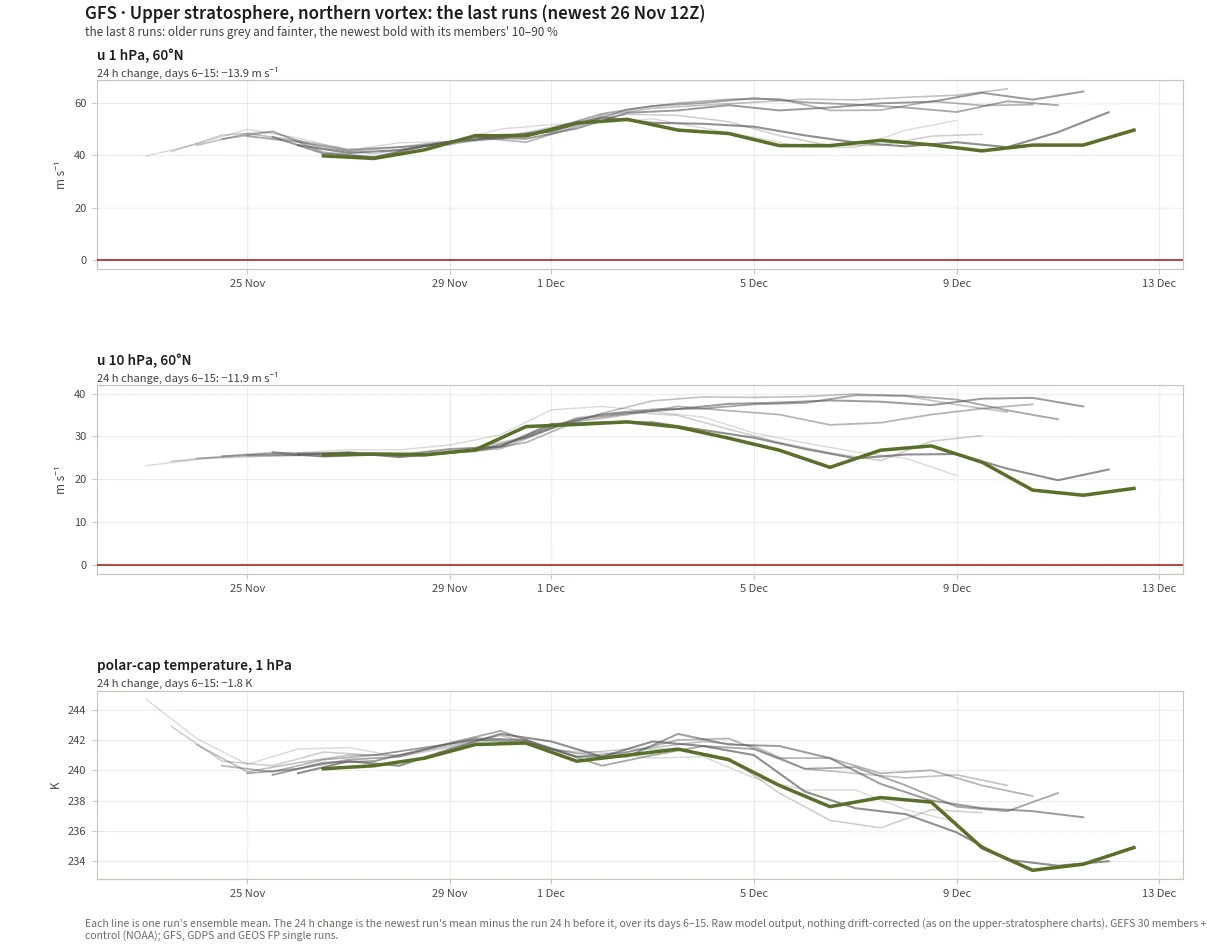 GFS · Upper stratosphere, northern vortex: the last runs (newest 26 Nov 12Z)
the last 8 runs: older runs grey and fainter, the newest bold with its members' 10–90 %
u 1 hPa, 60°N
24 h change, days 6–15: −13.9 m s⁻¹
60
40
20
0
m s⁻¹
25 Nov
29 Nov
1 Dec
5 Dec
9 Dec
13 Dec
u 10 hPa, 60°N
24 h change, days 6–15: −11.9 m s⁻¹
40
30
20
10
0
m s⁻¹
25 Nov
29 Nov
1 Dec
5 Dec
9 Dec
13 Dec
polar-cap temperature, 1 hPa
24 h change, days 6–15: −1.8 K
244
242
240
238
236
234
K
25 Nov
29 Nov
1 Dec
5 Dec
9 Dec
13 Dec
Each line is one run's ensemble mean. The 24 h change is the newest run's mean minus the run 24 h before it, over its days 6–15. Raw model output, nothing drift-corrected (as on the upper-stratosphere charts). GEFS 30 members +
control (NOAA); GFS, GDPS and GEOS FP single runs.